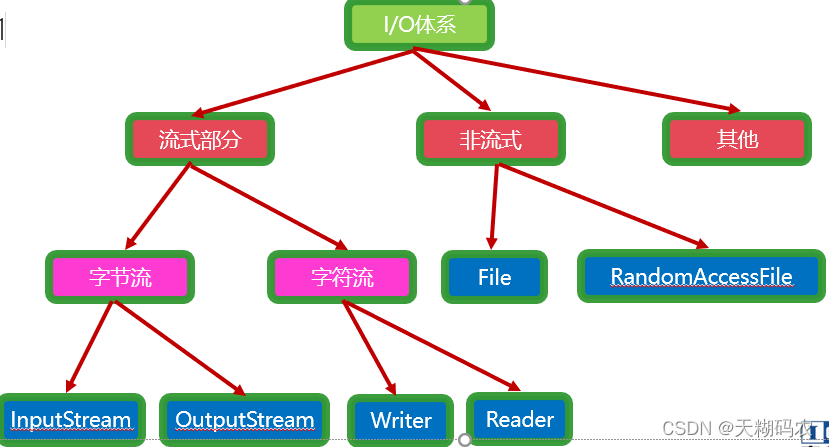 I/O体系
流式部分
非流式
其他
字节流
字符流
File
RandomAccessFile
InputStream
OutputStream
Writer
Reader
CSDN @天糊码农